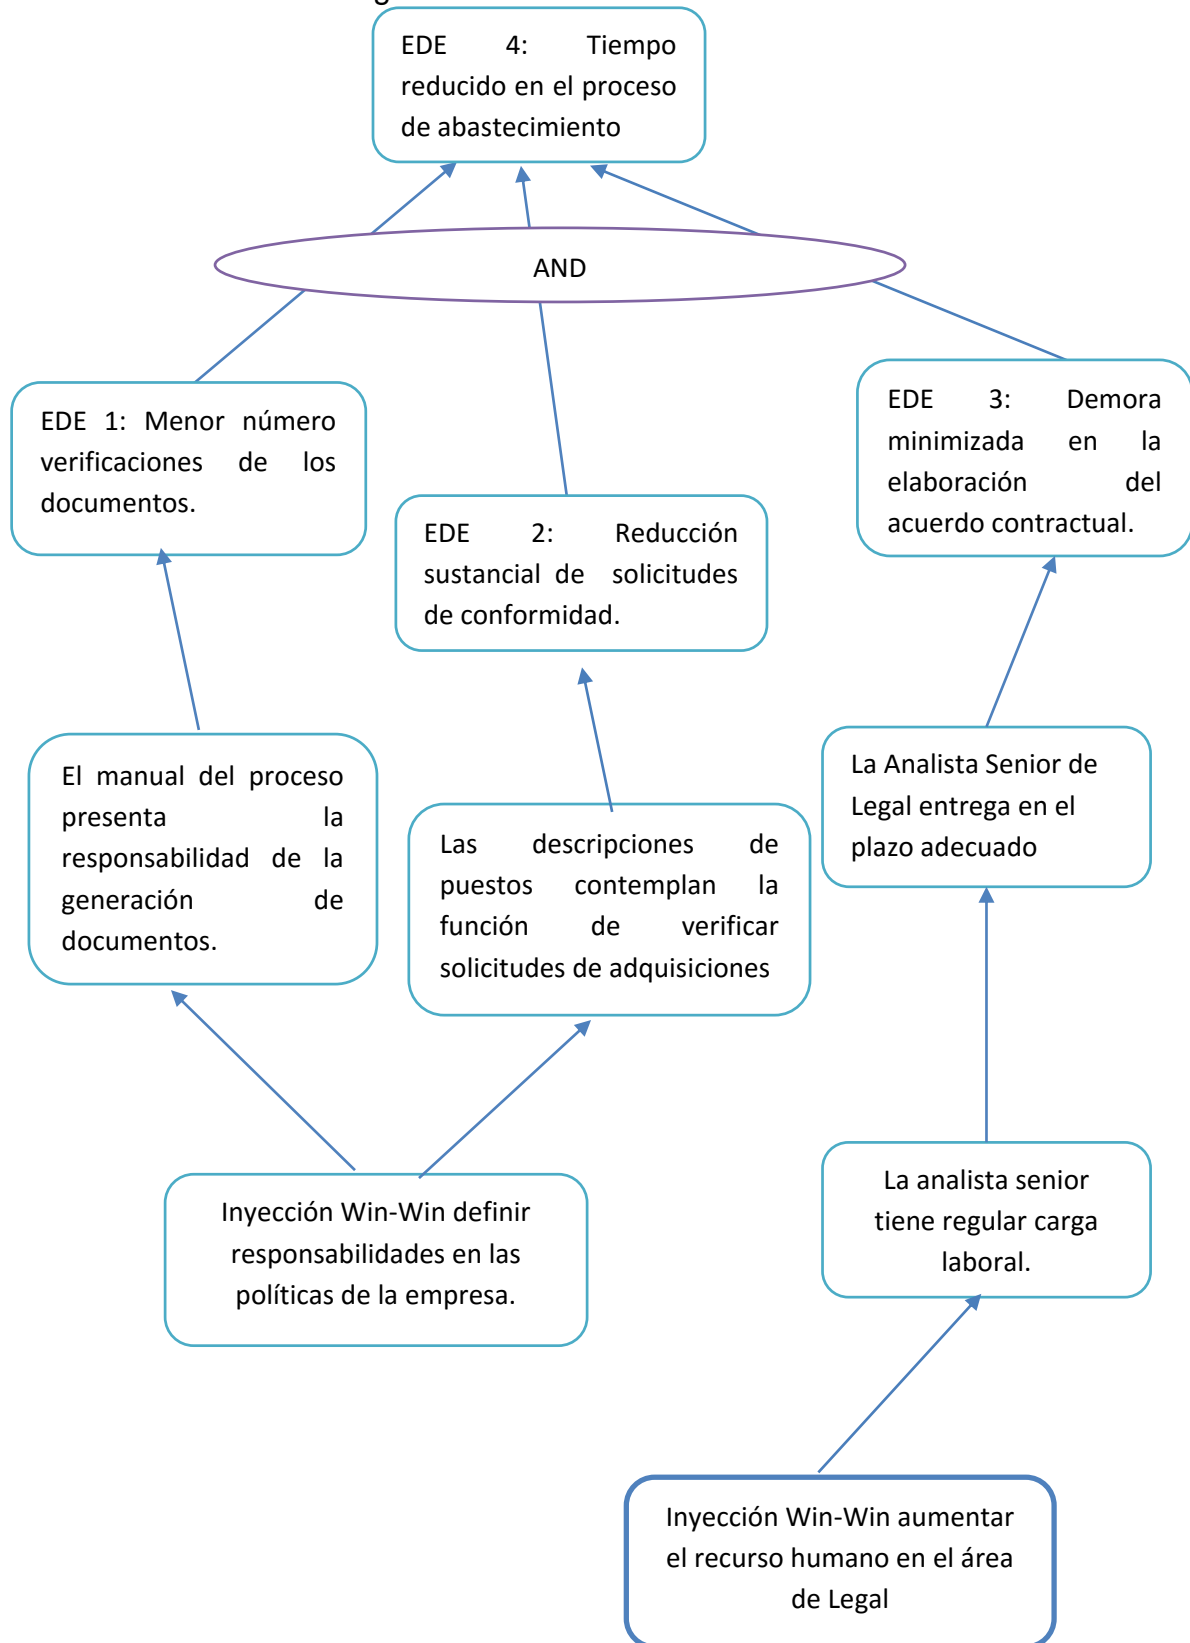 EDE 4: Tiempo
reducido en el proceso
de abastecimiento
AND
EDE 1: Menor número
verificaciones de los
documentos.
EDE 2: Reducción
sustancial de solicitudes
de conformidad.
EDE 3: Demora
minimizada en la
elaboración del
acuerdo contractual.
El manual del proceso
presenta la
responsabilidad de la
generación de
documentos.
Las descripciones de
puestos contemplan la
función de verificar
solicitudes de adquisiciones
La Analista Senior de
Legal entrega en el
plazo adecuado
Inyección Win-Win definir
responsabilidades en las
políticas de la empresa.
La analista senior
tiene regular carga
laboral.
Inyección Win-Win aumentar
el recurso humano en el área
de Legal